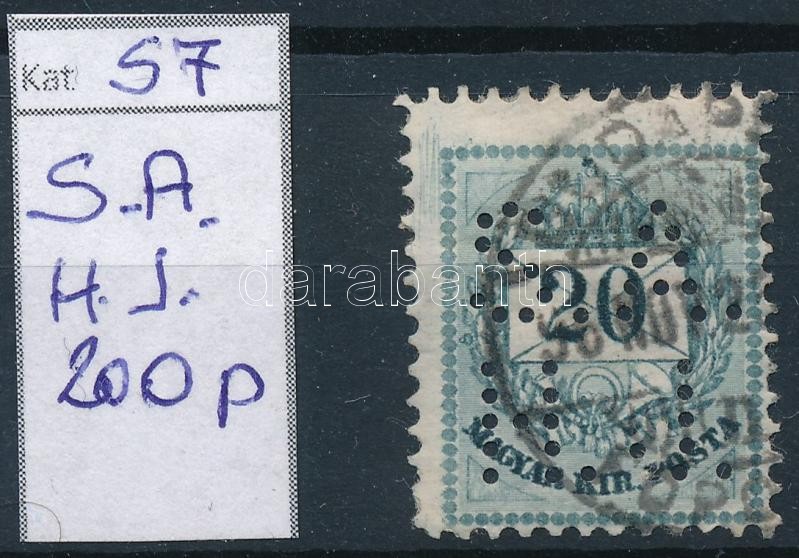 Kat. 57
S.A.
H.J.
200 p
darabanth
20
MAGYAR KIR. POSTA